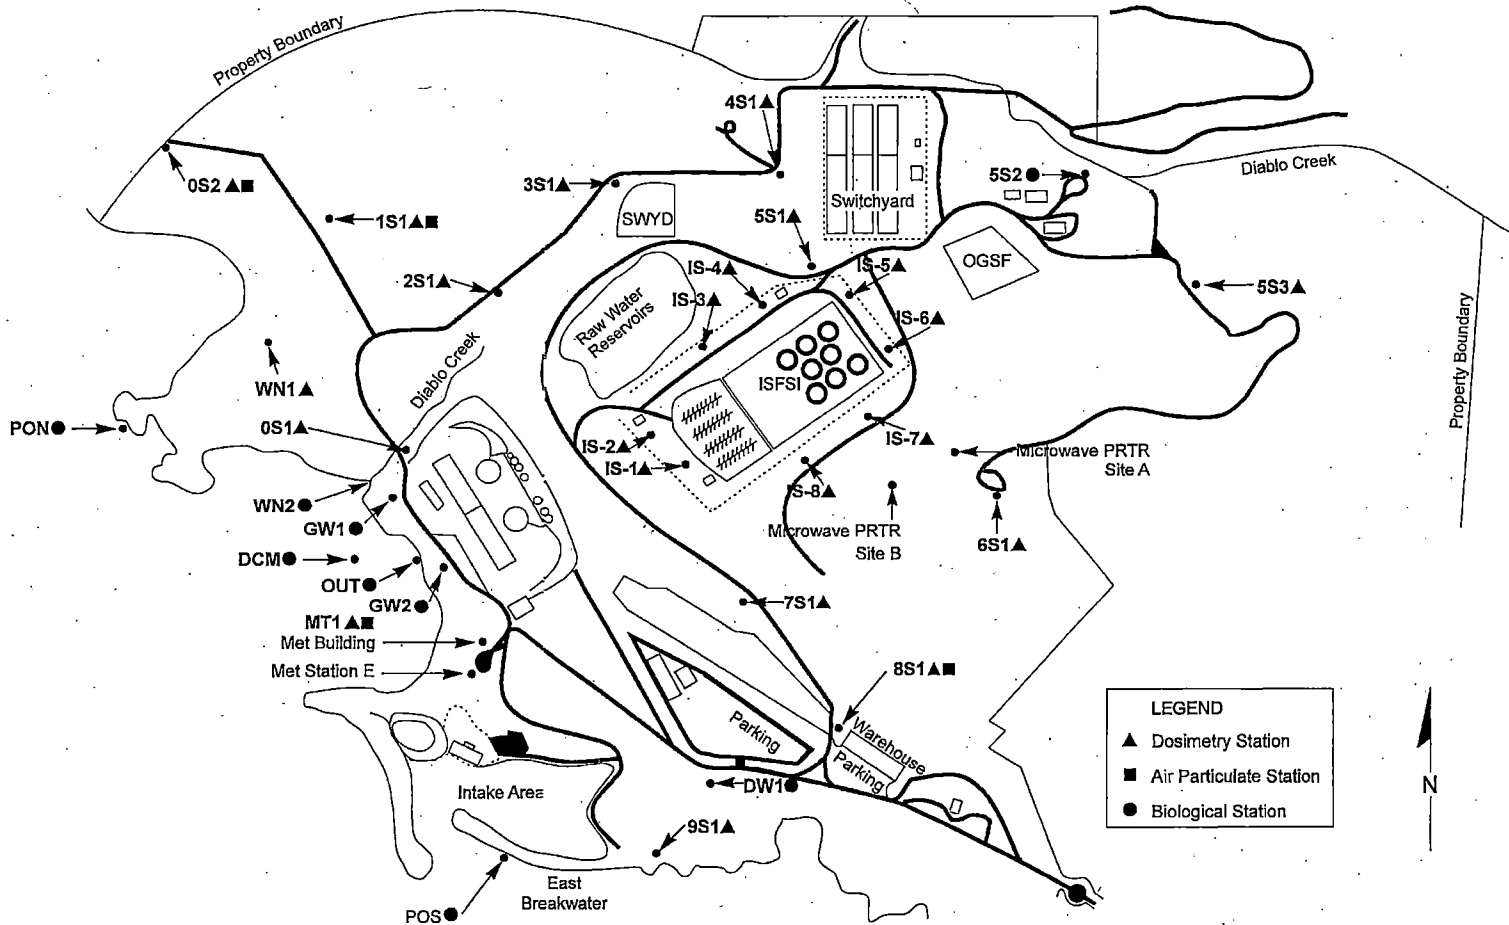 Property Boundary
4S1
0S2
3S1
5S2
Diablo Creek
1S1
SWYD
5S1
Switchyard
OGSF
IS-4
IS-5
2S1
IS-3
5S3
Raw Water
Reservoirs
IS-6
Property Boundary
Diablo Creek
ISFSI
WN1
PON
0S1
IS-2
IS-1
IS-7
Microwave PRTR
Site A
IS-8
WN2
GW1
Microwave PRTR
Site B
6S1
DCM
OUT
GW2
7S1
MT1
Met Building
Met Station E
8S1
Parking
Warehouse
Parking
LEGEND
Dosimetry Station
Air Particulate Station
Biological Station
N
Intake Area
DW1
9S1
East
Breakwater
POS